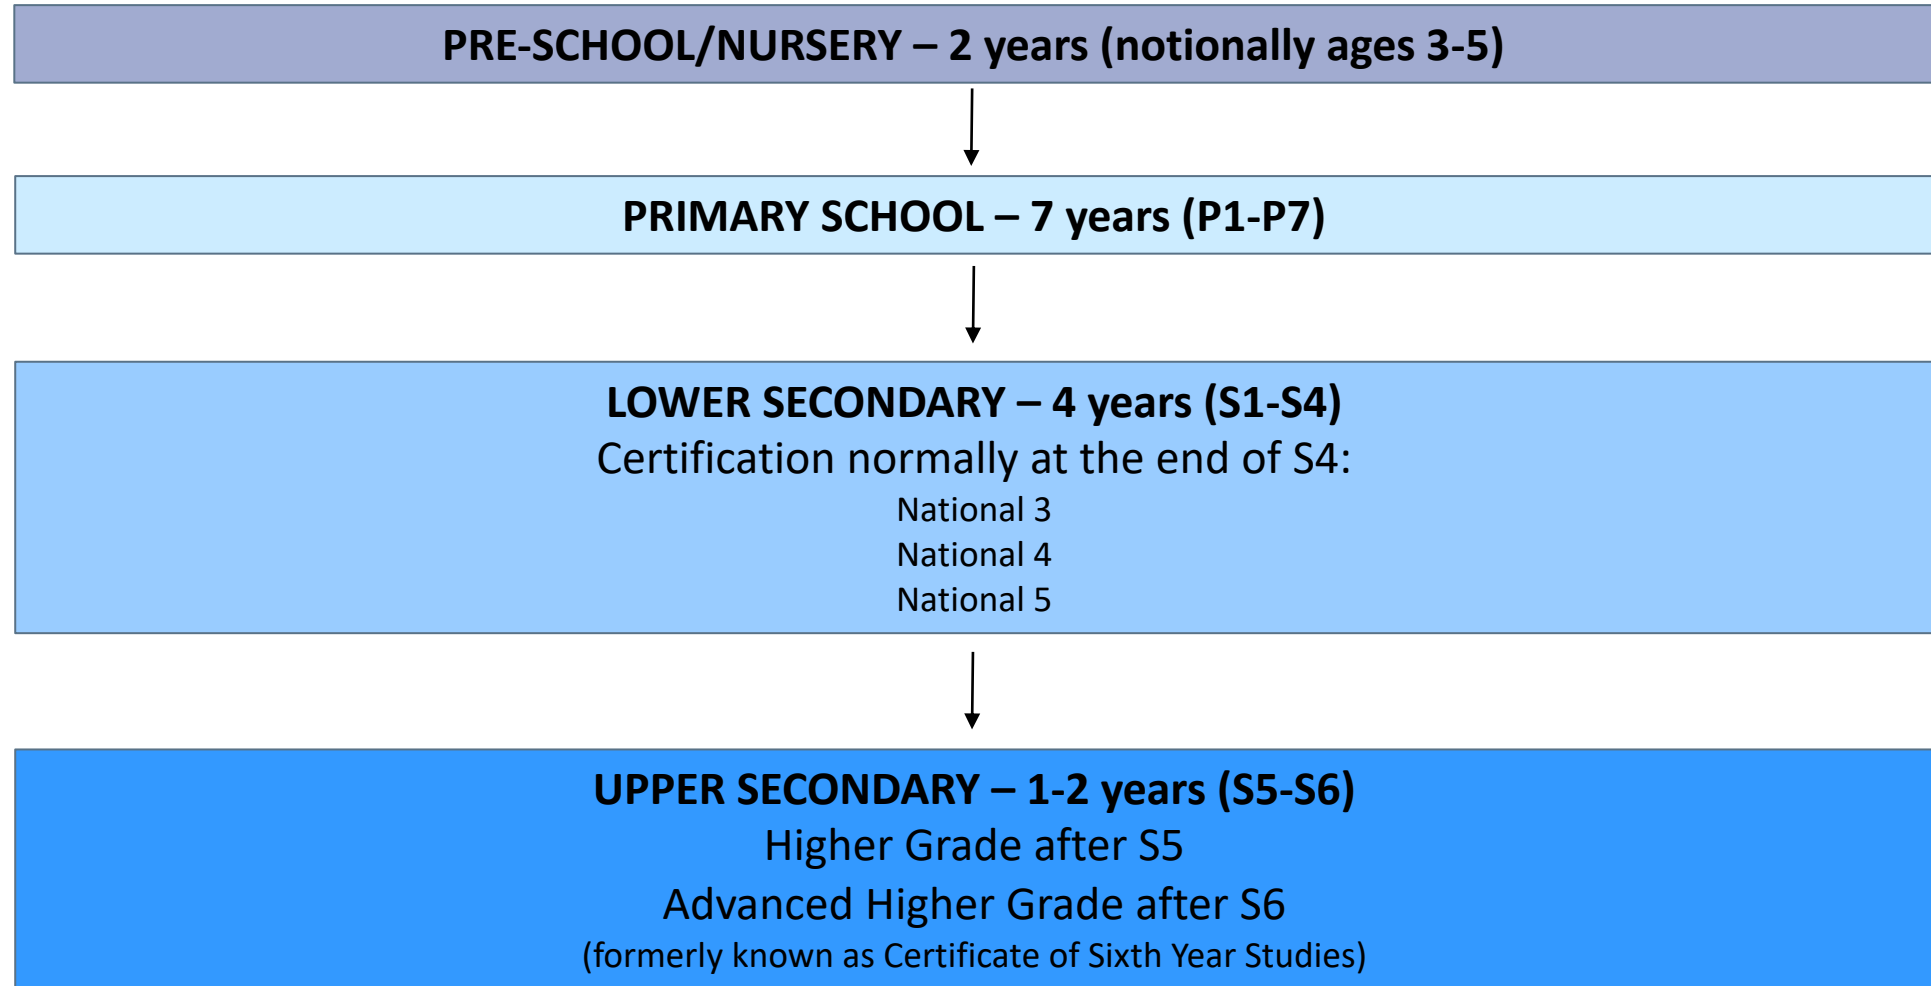 PRE-SCHOOL/NURSERY – 2 years (notionally ages 3-5)
PRIMARY SCHOOL – 7 years (P1-P7)
LOWER SECONDARY – 4 years (S1-S4)
Certification normally at the end of S4:
National 3
National 4
National 5
UPPER SECONDARY – 1-2 years (S5-S6)
Higher Grade after S5
Advanced Higher Grade after S6
(formerly known as Certificate of Sixth Year Studies)